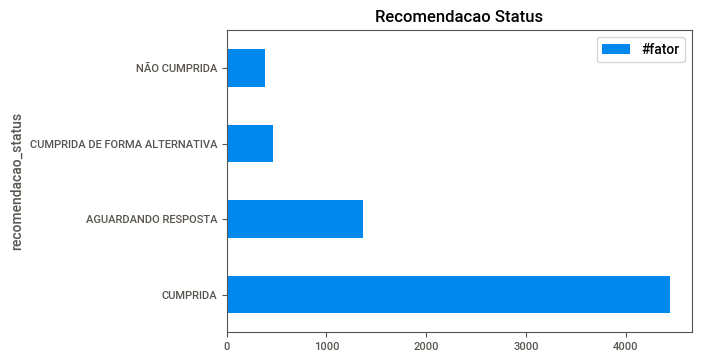 Recomendacao Status
#fator
recomendacao_status
NÃO CUMPRIDA
CUMPRIDA DE FORMA ALTERNATIVA
AGUARDANDO RESPOSTA
CUMPRIDA
0 1000 2000 3000 4000